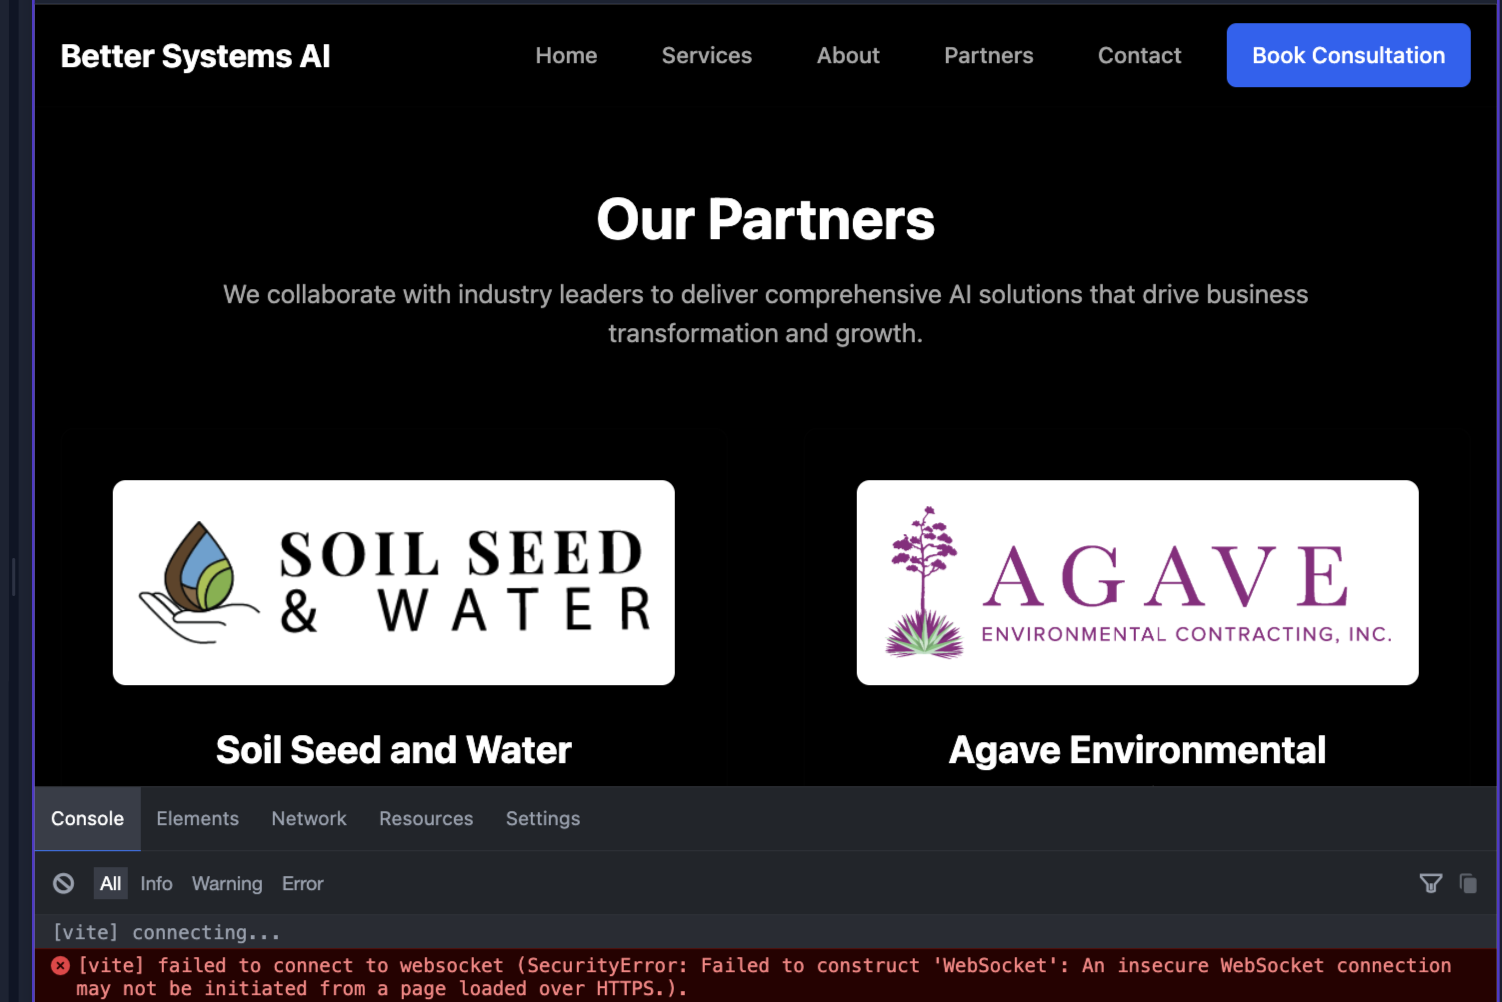 Better Systems AI
Home
Services
About
Partners
Contact
Book Consultation
Our Partners
We collaborate with industry leaders to deliver comprehensive AI solutions that drive business
transformation and growth.
SOIL SEED
& WATER
AGAVE
ENVIRONMENTAL CONTRACTING, INC.
Soil Seed and Water
Agave Environmental
Console
Elements
Network
Resources
Settings
All
Info
Warning
Error
[vite] connecting...
[vite] failed to connect to websocket (SecurityError: Failed to construct 'WebSocket': An insecure WebSocket connection
may not be initiated from a page loaded over HTTPS.).